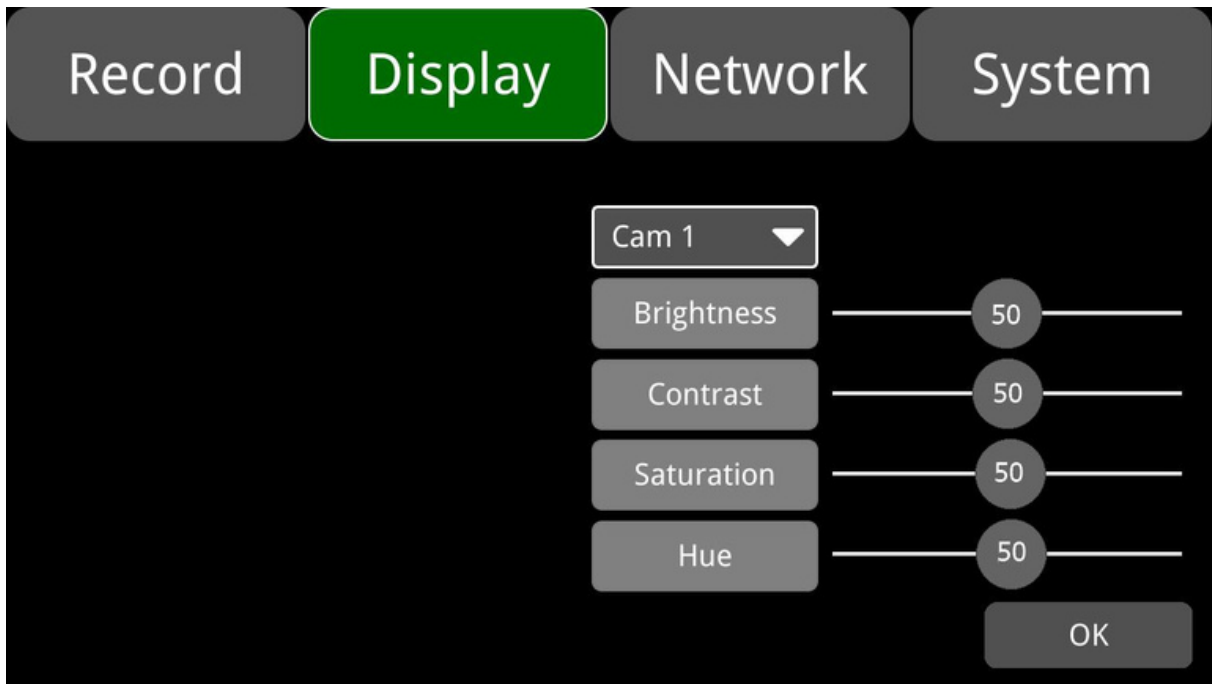 Record Display Network System
Cam 1
Brightness 50
Contrast 50
Saturation 50
Hue 50
OK